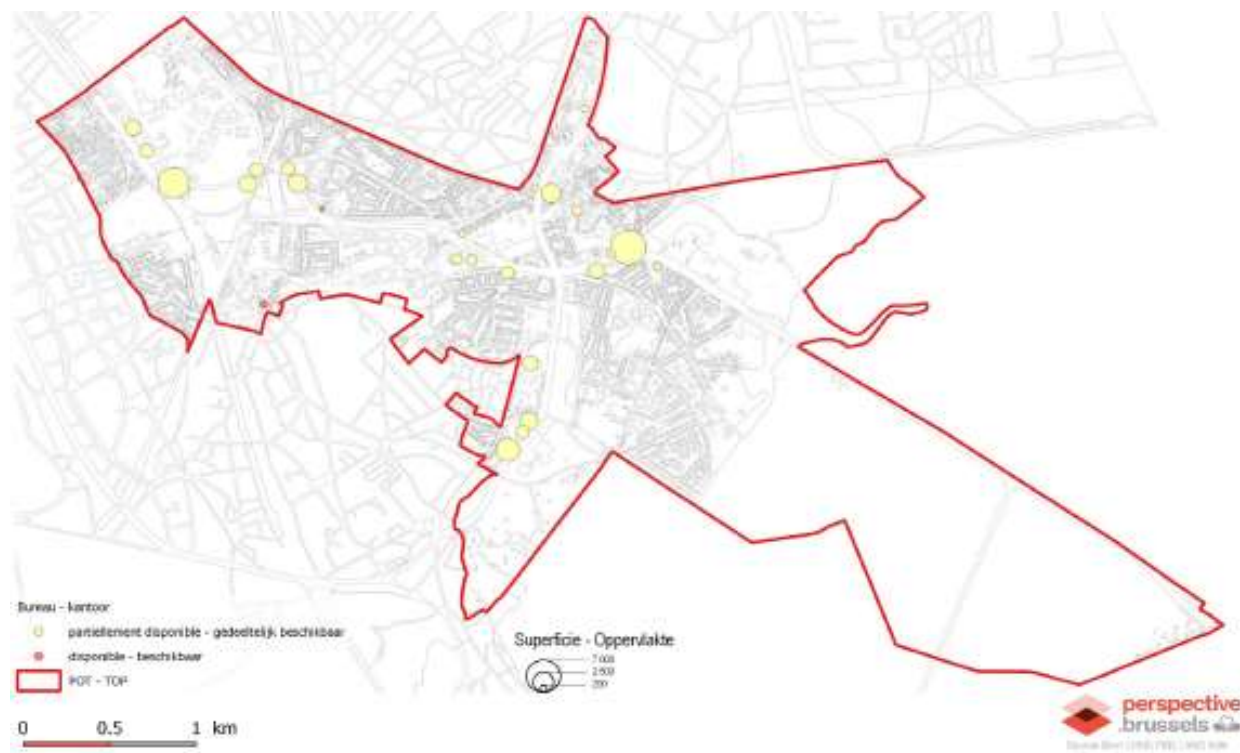 Bureau - kantoor
partiellement disponible - gedeeltelijk beschikbaar
disponible - beschikbaar
POT - TOP
0 0.5 1 km
Superficie - Oppervlakte
7 000
2 500
perspective
.brussels